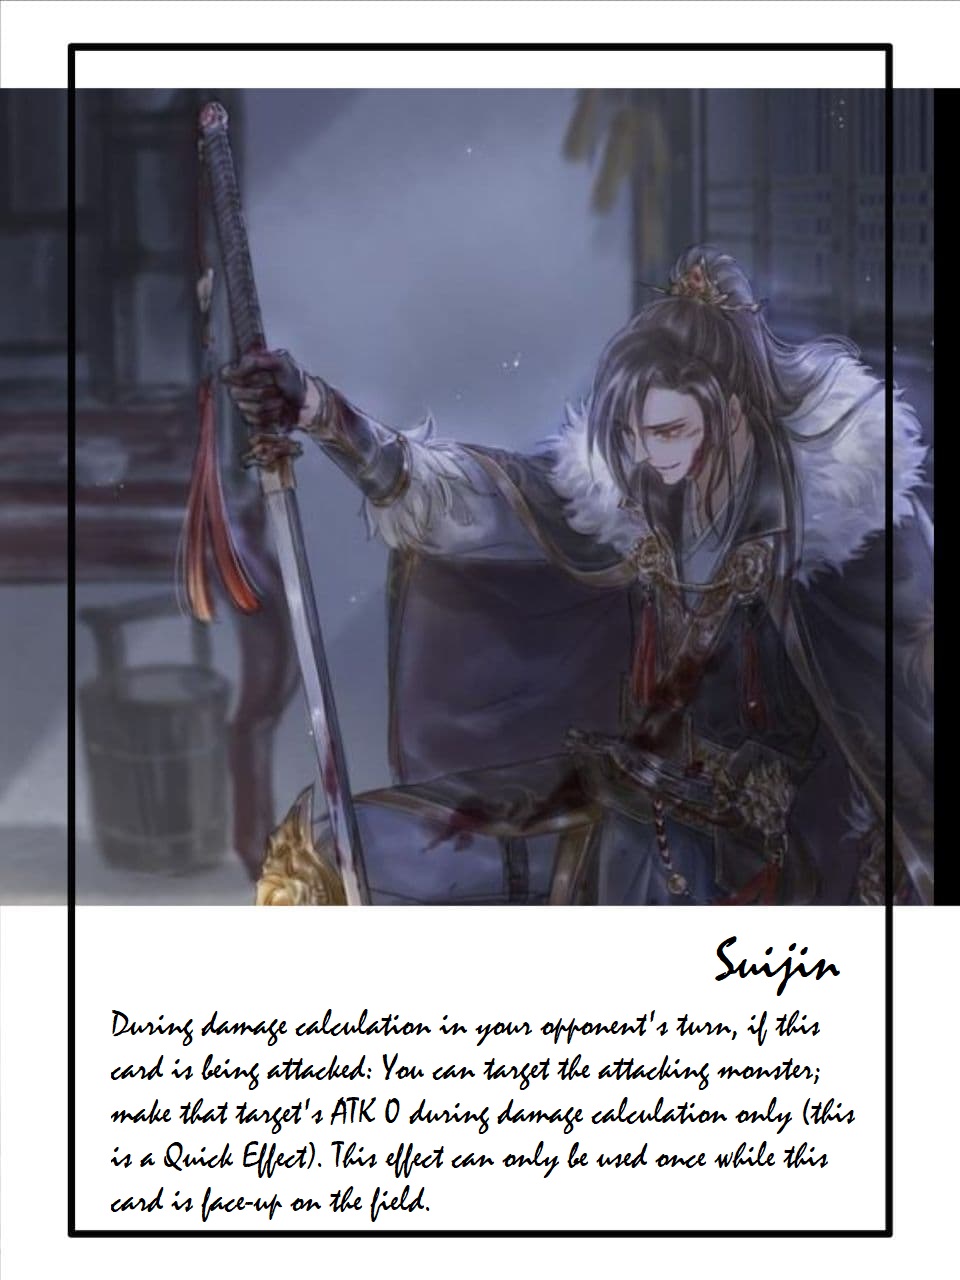 Suijin
During damage calculation in your opponent's turn, if this
card is being attacked: You can target the attacking monster;
make that target's ATK 0 during damage calculation only (this
is a Quick Effect). This effect can only be used once while this
card is face-up on the field.